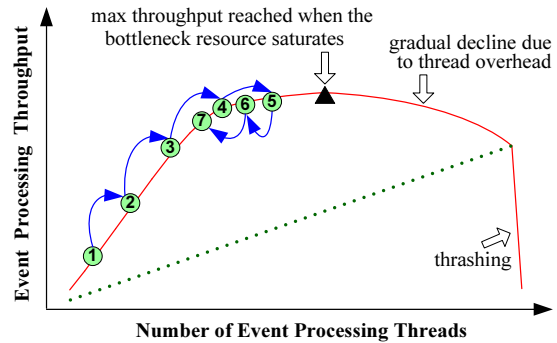 max throughput reached when the
bottleneck resource saturates
gradual decline due
to thread overhead
Event Processing Throughput
1
2
3
4
5
6
7
thrashing
Number of Event Processing Threads